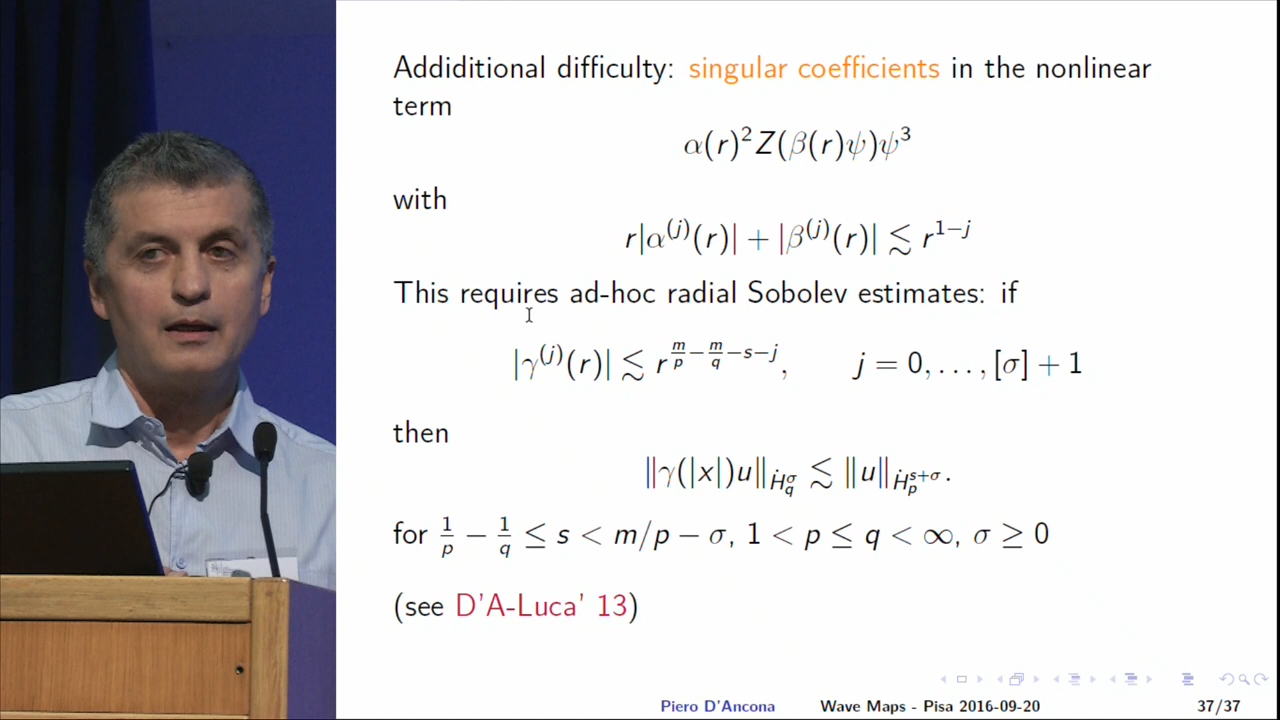 Addiditional difficulty: singular coefficients in the nonlinear
term
α(r)²Z(β(r)ψ)ψ³
with
r|α⁽ʲ⁾(r)| + |β⁽ʲ⁾(r)| ≲ r¹⁻ʲ
This requires ad-hoc radial Sobolev estimates: if
|γ⁽ʲ⁾(r)| ≲ r^{m/p − m/q − s − j}, j = 0, . . . , [σ] + 1
then
‖γ(|x|)u‖_{Ḣ^σ_q} ≲ ‖u‖_{Ḣ^{s+σ}_p}.
for 1/p − 1/q ≤ s < m/p − σ, 1 < p ≤ q < ∞, σ ≥ 0
(see D'A-Luca' 13)
Piero D'Ancona Wave Maps - Pisa 2016-09-20 37/37